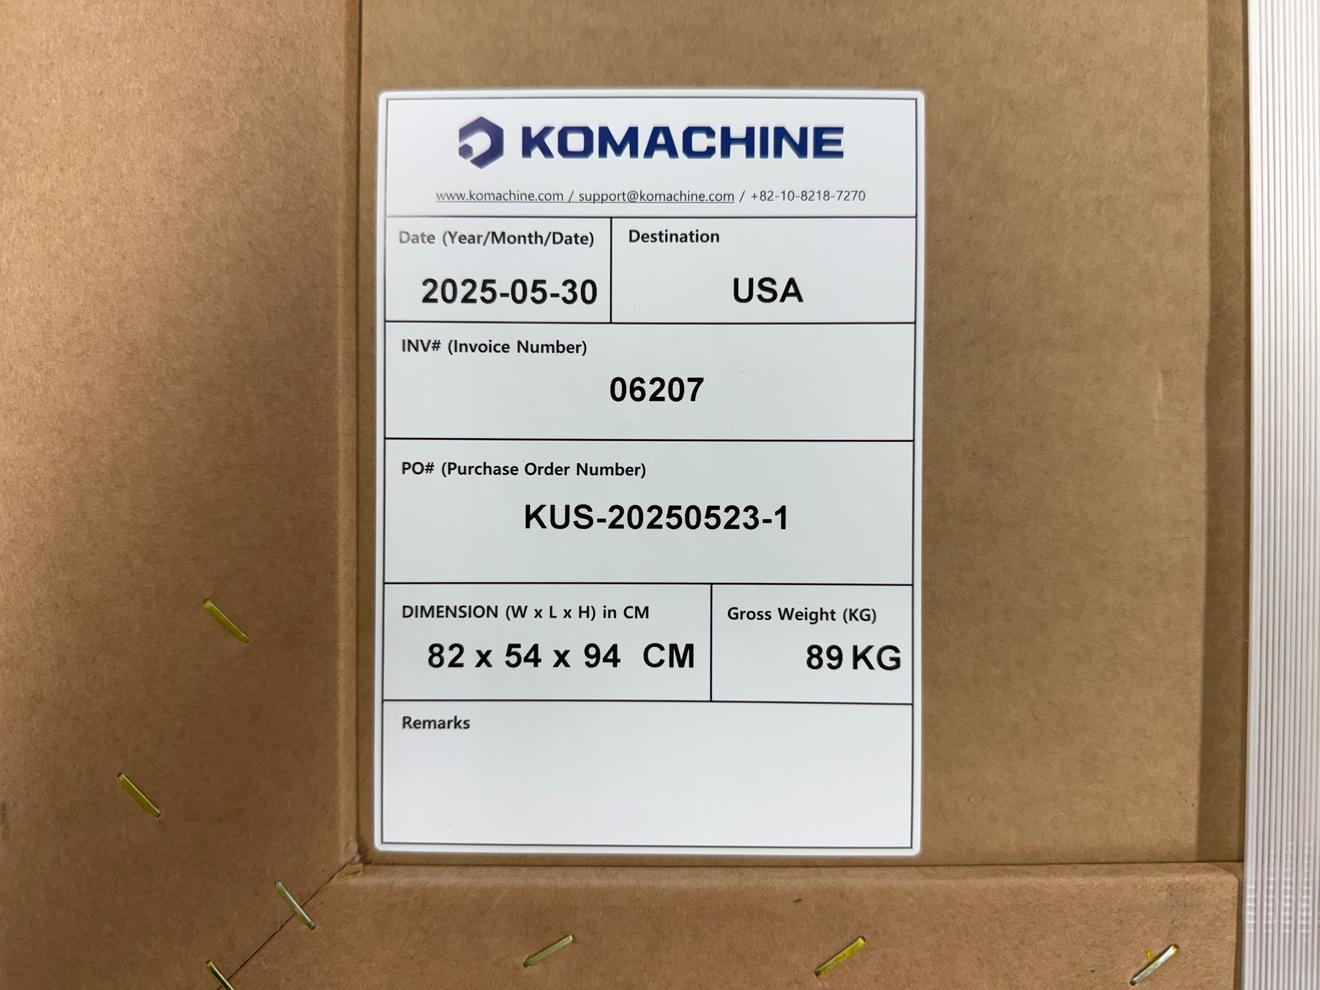 KOMACHINE
www.komachine.com / support@komachine.com / +82-10-8218-7270
Date (Year/Month/Date)
2025-05-30
Destination
USA
INV# (Invoice Number)
06207
PO# (Purchase Order Number)
KUS-20250523-1
DIMENSION (W x L x H) in CM
82 x 54 x 94 CM
Gross Weight (KG)
89 KG
Remarks